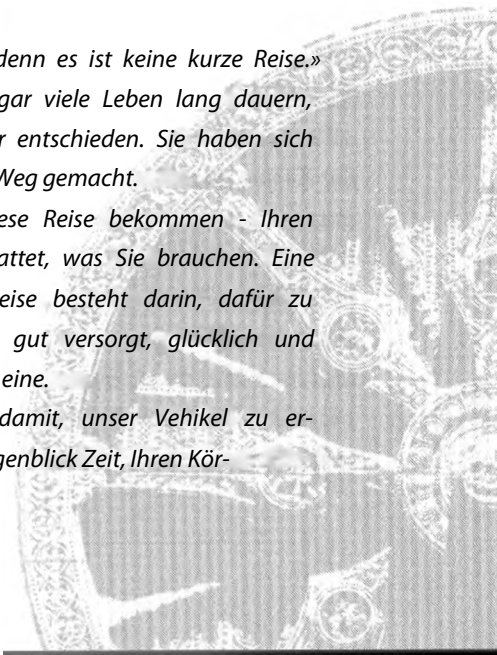 denn es ist keine kurze Reise.»
gar viele Leben lang dauern,
r entschieden. Sie haben sich
Weg gemacht.
ese Reise bekommen - Ihren
attet, was Sie brauchen. Eine
eise besteht darin, dafür zu
gut versorgt, glücklich und
eine.
damit, unser Vehikel zu er-
genblick Zeit, Ihren Kör-